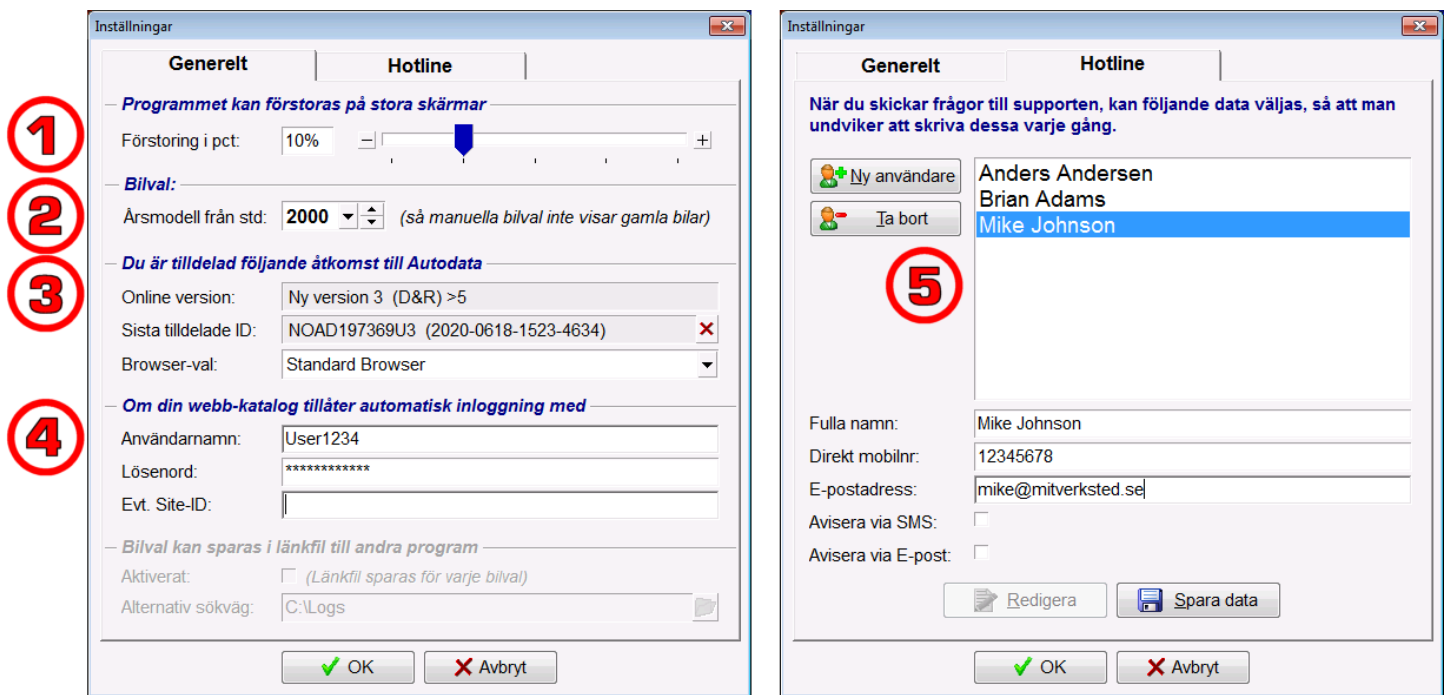 Inställningar
Generelt
Hotline
1
Programmet kan förstoras på stora skärmar
Förstoring i pct:
10%
2
Bilval:
Årsmodell från std:
2000
(så manuella bilval inte visar gamla bilar)
3
Du är tilldelad följande åtkomst till Autodata
Online version:
Ny version 3 (D&R) >5
Sista tilldelade ID:
NOAD197369U3 (2020-0618-1523-4634)
Browser-val:
Standard Browser
4
Om din webb-katalog tillåter automatisk inloggning med
Användarnamn:
User1234
Lösenord:
************
Evt. Site-ID:
Bilval kan sparas i länkfil till andra program
Aktiverat:
(Länkfil sparas för varje bilval)
Alternativ sökväg:
C:\Logs
OK
Avbryt
Inställningar
Generelt
Hotline
När du skickar frågor till supporten, kan följande data väljas, så att man
undviker att skriva dessa varje gång.
Ny användare
Ta bort
5
Anders Andersen
Brian Adams
Mike Johnson
Fulla namn:
Mike Johnson
Direkt mobilnr:
12345678
E-postadress:
mike@mitverksted.se
Avisera via SMS:
Avisera via E-post:
Redigera
Spara data
OK
Avbryt